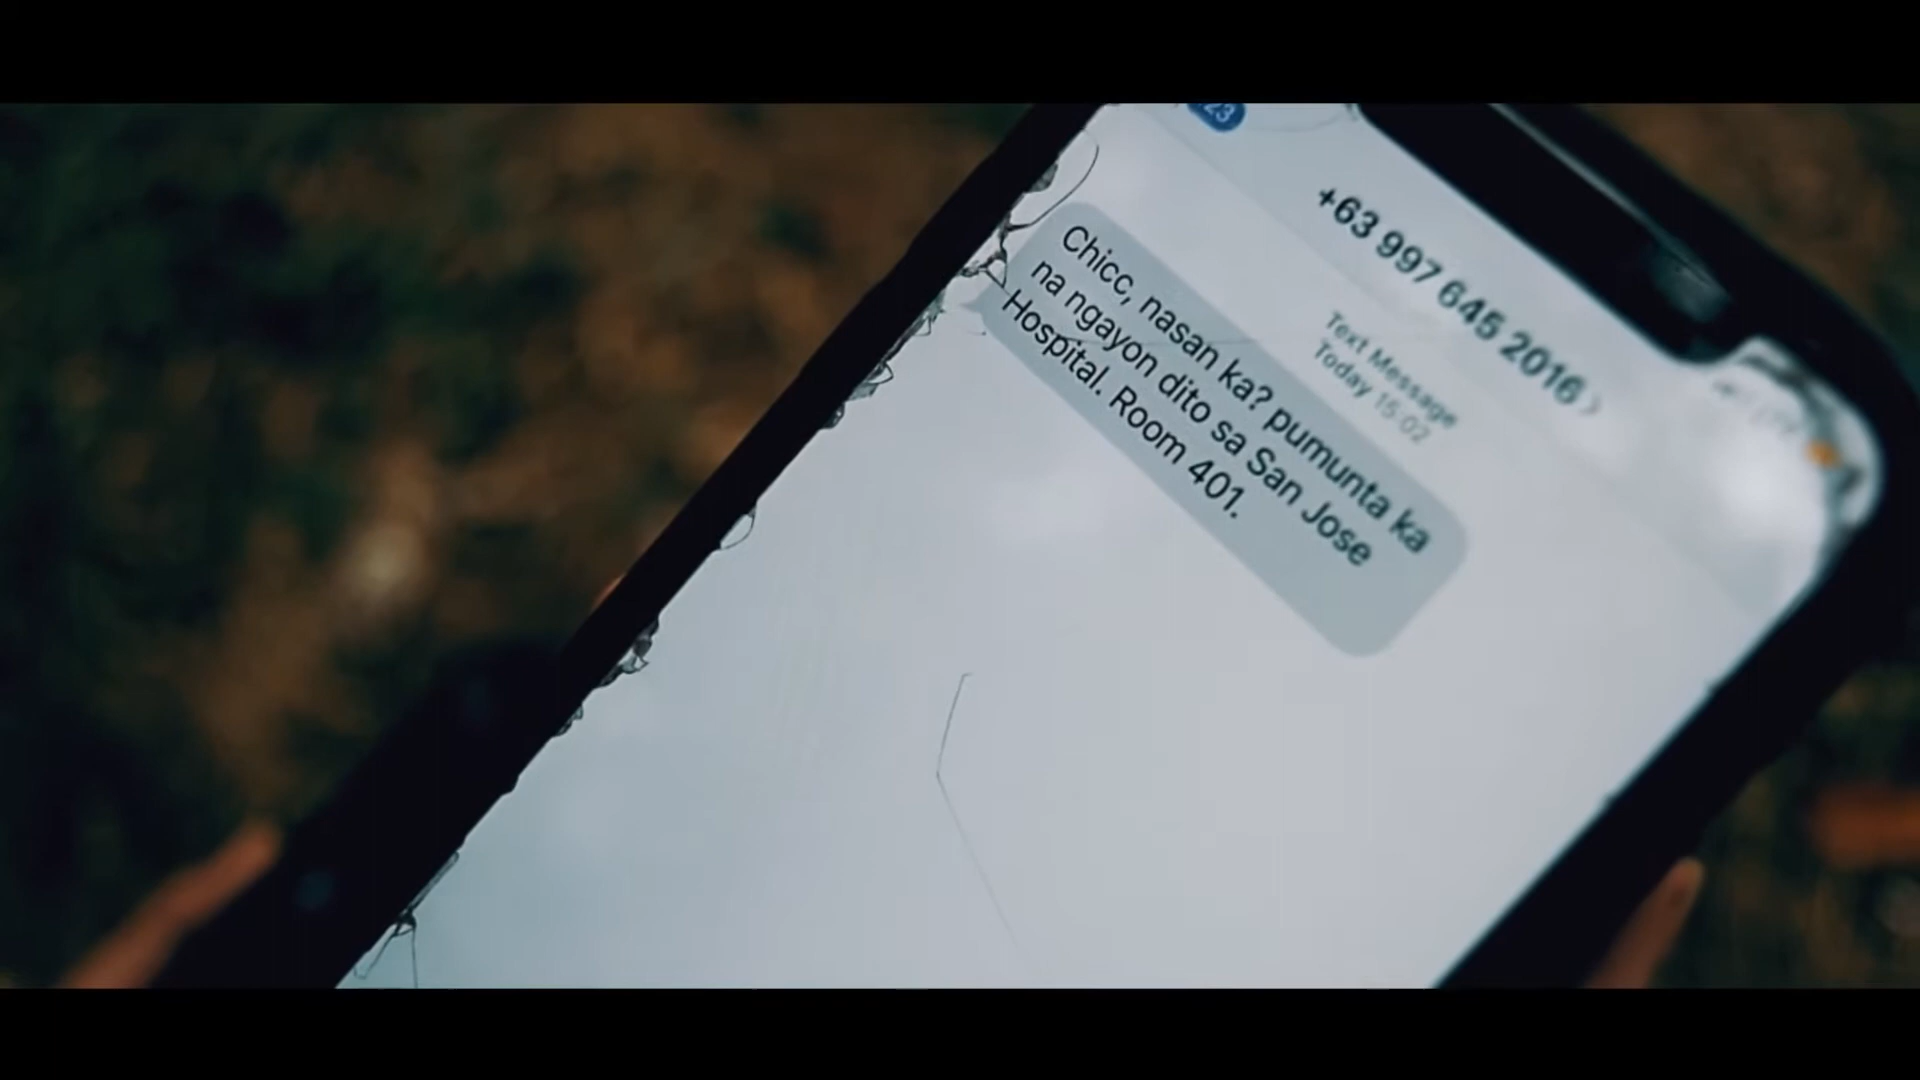 23
+63 997 645 2016 >
Text Message
Today 15:02
Chicc, nasan ka? pumunta ka
na ngayon dito sa San Jose
Hospital. Room 401.